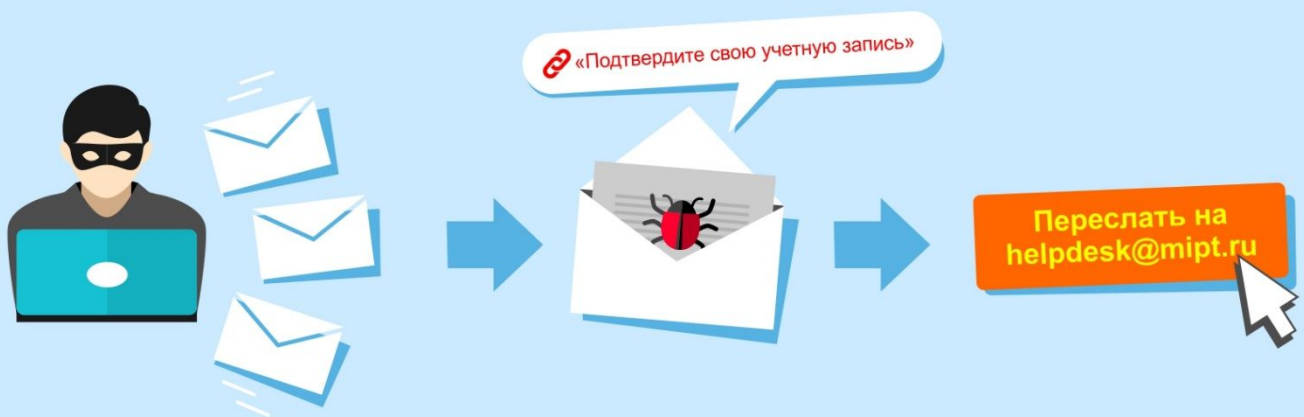 «Подтвердите свою учетную запись»
Переслать на
helpdesk@mipt.ru